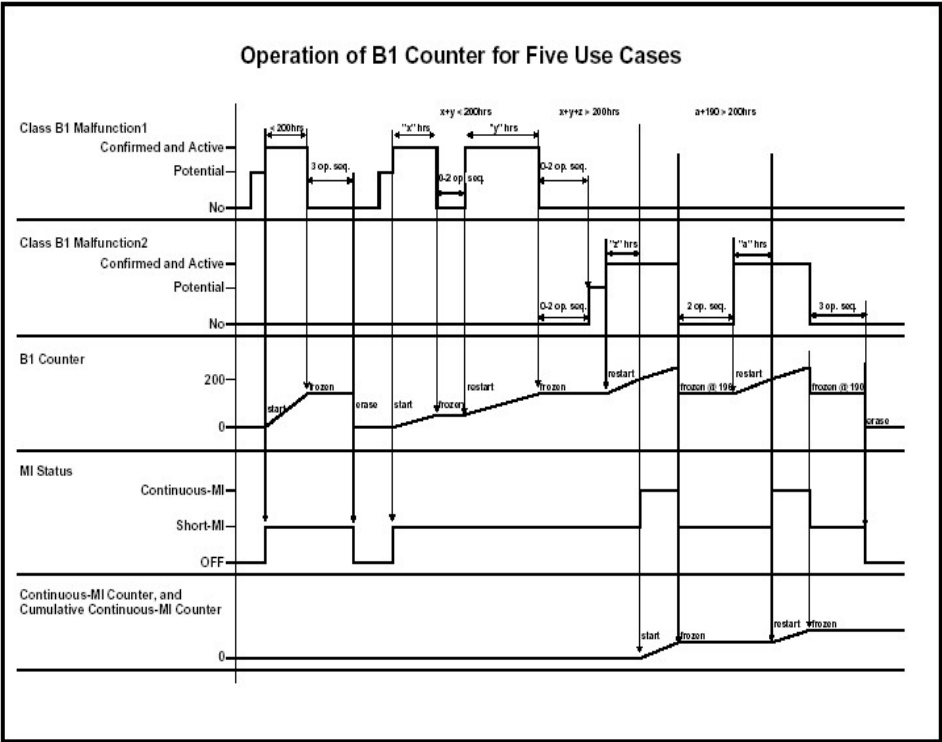 Operation of B1 Counter for Five Use Cases
x+y < 200hrs
x+y+z > 200hrs
a+190 > 200hrs
Class B1 Malfunction1
< 200hrs
"x" hrs
"y" hrs
Confirmed and Active
Potential
3 op. seq.
0-2 op. seq.
0-2 op. seq.
No
Class B1 Malfunction2
"z" hrs
"a" hrs
Confirmed and Active
Potential
0-2 op. seq.
2 op. seq.
3 op. seq.
No
B1 Counter
200
start
frozen
erase
start
frozen
restart
frozen
restart
frozen @ 190
restart
frozen @ 190
erase
0
MI Status
Continuous-MI
Short-MI
OFF
Continuous-MI Counter, and
Cumulative Continuous-MI Counter
start
frozen
restart
frozen
0